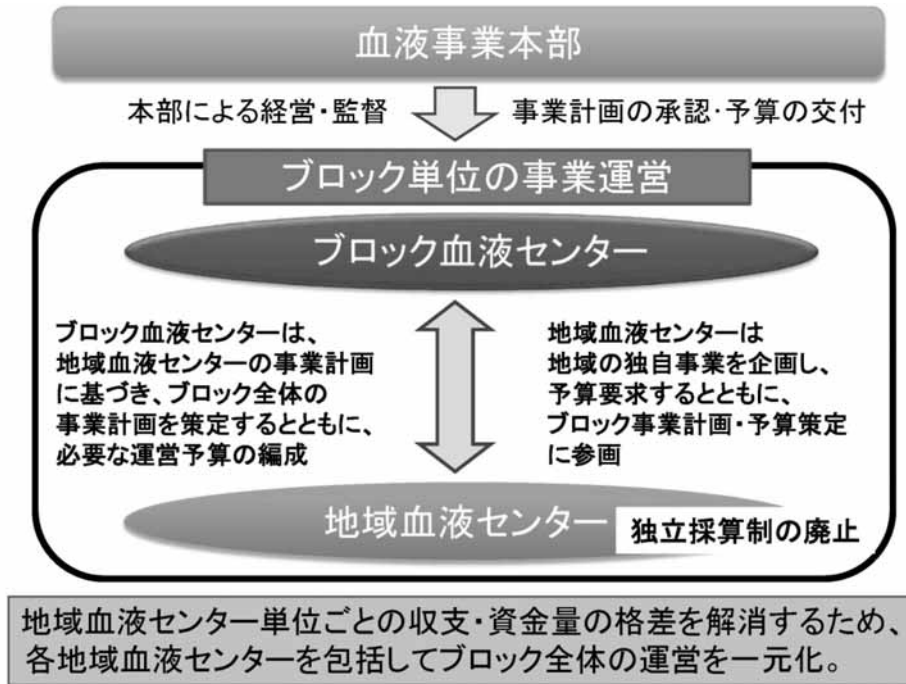 血液事業本部
本部による経営・監督
事業計画の承認・予算の交付
ブロック単位の事業運営
ブロック血液センター
ブロック血液センターは、
地域血液センターの事業計画
に基づき、ブロック全体の
事業計画を策定するとともに、
必要な運営予算の編成
地域血液センターは
地域の独自事業を企画し、
予算要求するとともに、
ブロック事業計画・予算策定
に参画
地域血液センター
独立採算制の廃止
地域血液センター単位ごとの収支・資金量の格差を解消するため、
各地域血液センターを包括してブロック全体の運営を一元化。